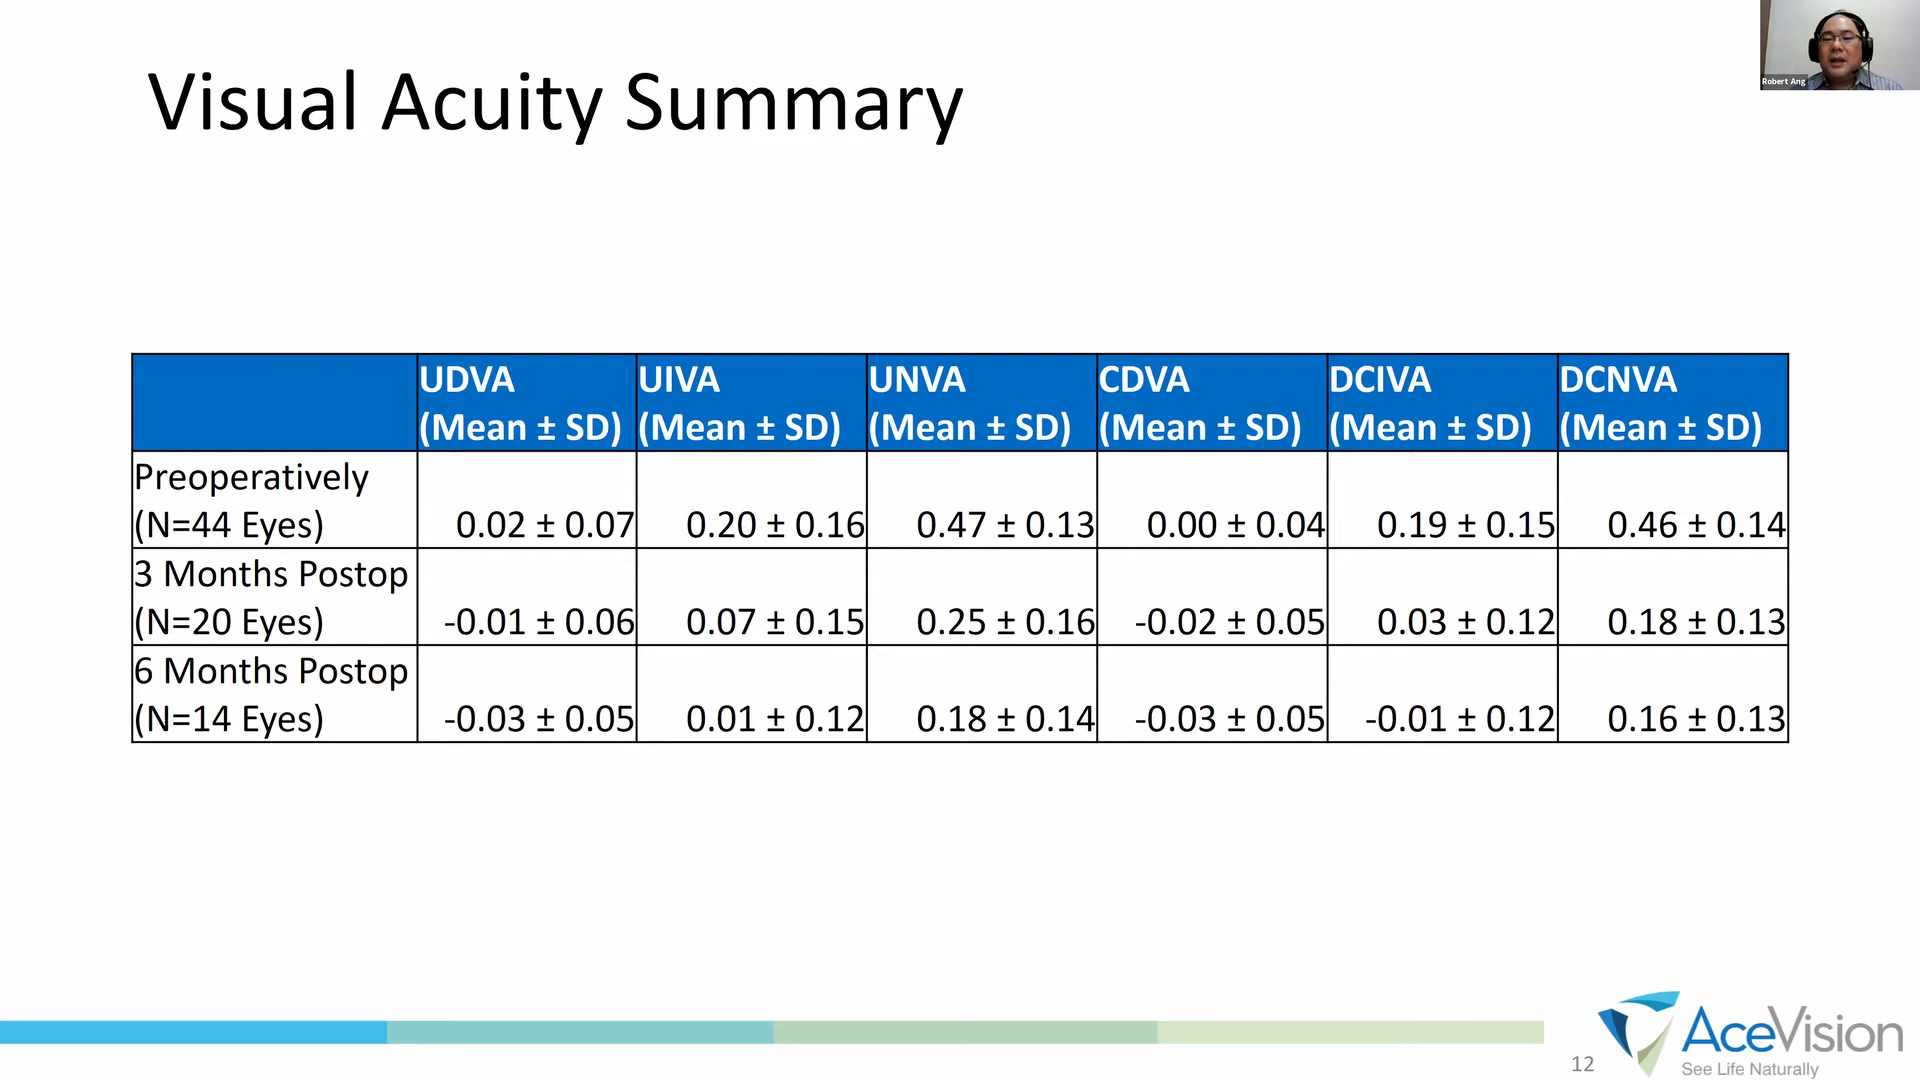 Visual Acuity Summary
Robert Ang
UDVA
(Mean ± SD)
UIVA
(Mean ± SD)
UNVA
(Mean ± SD)
CDVA
(Mean ± SD)
DCIVA
(Mean ± SD)
DCNVA
(Mean ± SD)
Preoperatively
(N=44 Eyes)
0.02 ± 0.07
0.20 ± 0.16
0.47 ± 0.13
0.00 ± 0.04
0.19 ± 0.15
0.46 ± 0.14
3 Months Postop
(N=20 Eyes)
-0.01 ± 0.06
0.07 ± 0.15
0.25 ± 0.16
-0.02 ± 0.05
0.03 ± 0.12
0.18 ± 0.13
6 Months Postop
(N=14 Eyes)
-0.03 ± 0.05
0.01 ± 0.12
0.18 ± 0.14
-0.03 ± 0.05
-0.01 ± 0.12
0.16 ± 0.13
12
AceVision
See Life Naturally